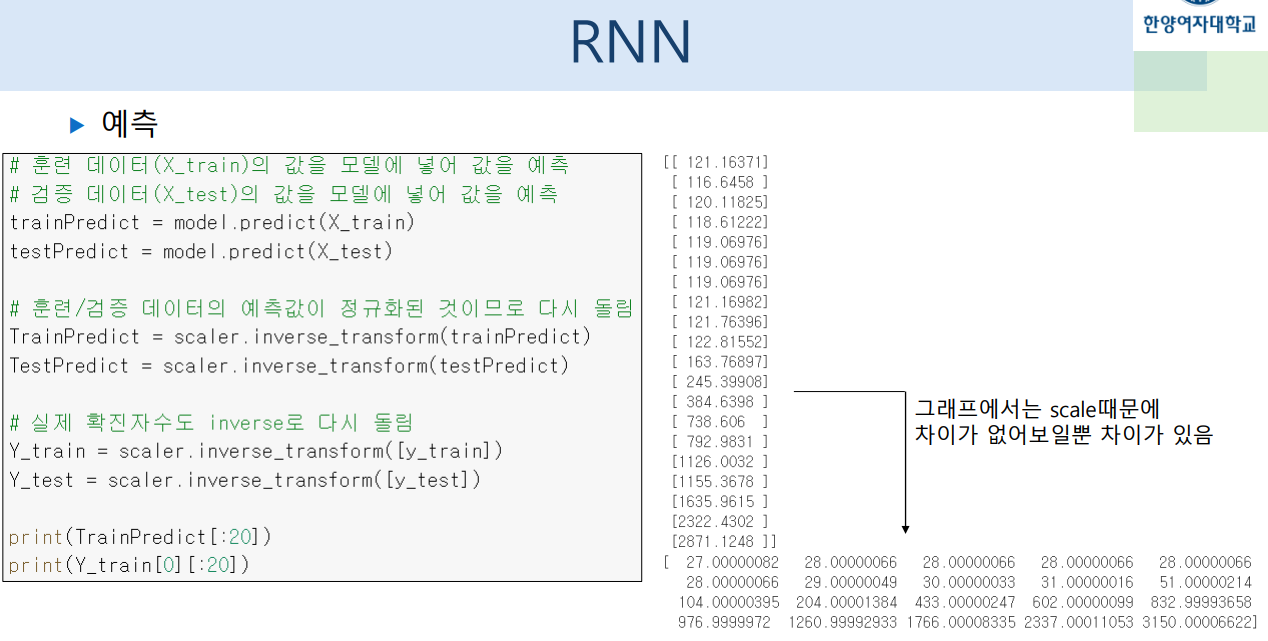 RNN
한양여자대학교
예측
# 훈련 데이터(X_train)의 값을 모델에 넣어 값을 예측
# 검증 데이터(X_test)의 값을 모델에 넣어 값을 예측
trainPredict = model.predict(X_train)
testPredict = model.predict(X_test)
# 훈련/검증 데이터의 예측값이 정규화된 것이므로 다시 돌림
TrainPredict = scaler.inverse_transform(trainPredict)
TestPredict = scaler.inverse_transform(testPredict)
# 실제 확진자수도 inverse로 다시 돌림
Y_train = scaler.inverse_transform([y_train])
Y_test = scaler.inverse_transform([y_test])
print(TrainPredict[:20])
print(Y_train[0][:20])
[[ 121.16371]
[ 116.6458 ]
[ 120.11825]
[ 118.61222]
[ 119.06976]
[ 119.06976]
[ 119.06976]
[ 121.16982]
[ 121.76396]
[ 122.81552]
[ 163.76897]
[ 245.39908]
[ 384.6398 ]
[ 738.606 ]
[ 792.9831 ]
[1126.0032 ]
[1155.3678 ]
[1635.9615 ]
[2322.4302 ]
[2871.1248 ]]
그래프에서는 scale때문에
차이가 없어보일뿐 차이가 있음
[ 27.00000082 28.00000066 28.00000066 28.00000066 28.00000066
28.00000066 29.00000049 30.00000033 31.00000016 51.00000214
104.00000395 204.00001384 433.00000247 602.00000099 832.99993658
976.9999972 1260.99992933 1766.00008335 2337.00011053 3150.00006622]